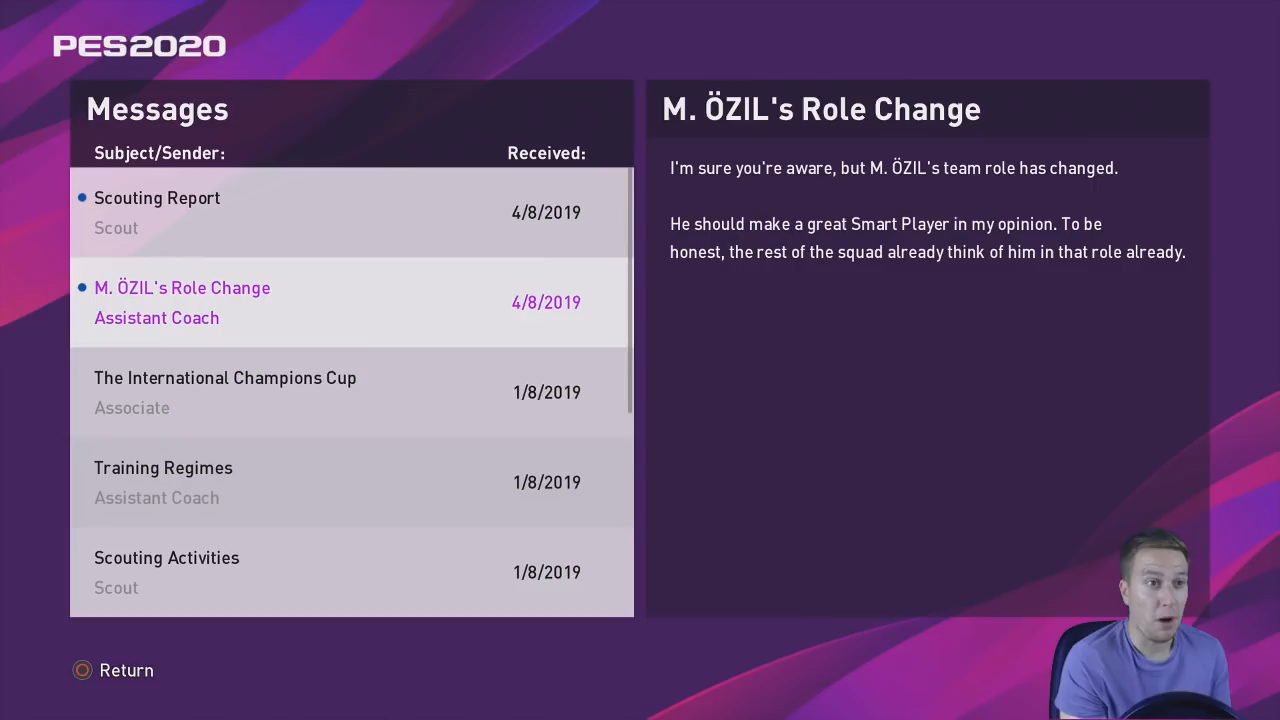 PES2020
Messages
Subject/Sender:
Received:
Scouting Report
Scout
4/8/2019
M. ÖZIL's Role Change
Assistant Coach
4/8/2019
The International Champions Cup
Associate
1/8/2019
Training Regimes
Assistant Coach
1/8/2019
Scouting Activities
Scout
1/8/2019
M. ÖZIL's Role Change
I'm sure you're aware, but M. ÖZIL's team role has changed.
He should make a great Smart Player in my opinion. To be
honest, the rest of the squad already think of him in that role already.
Return